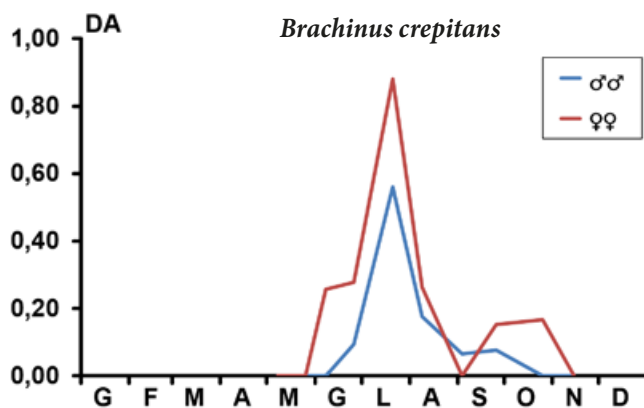 DA
Brachinus crepitans
1,00
0,80
0,60
0,40
0,20
0,00
♂♂
♀♀
G F M A M G L A S O N D